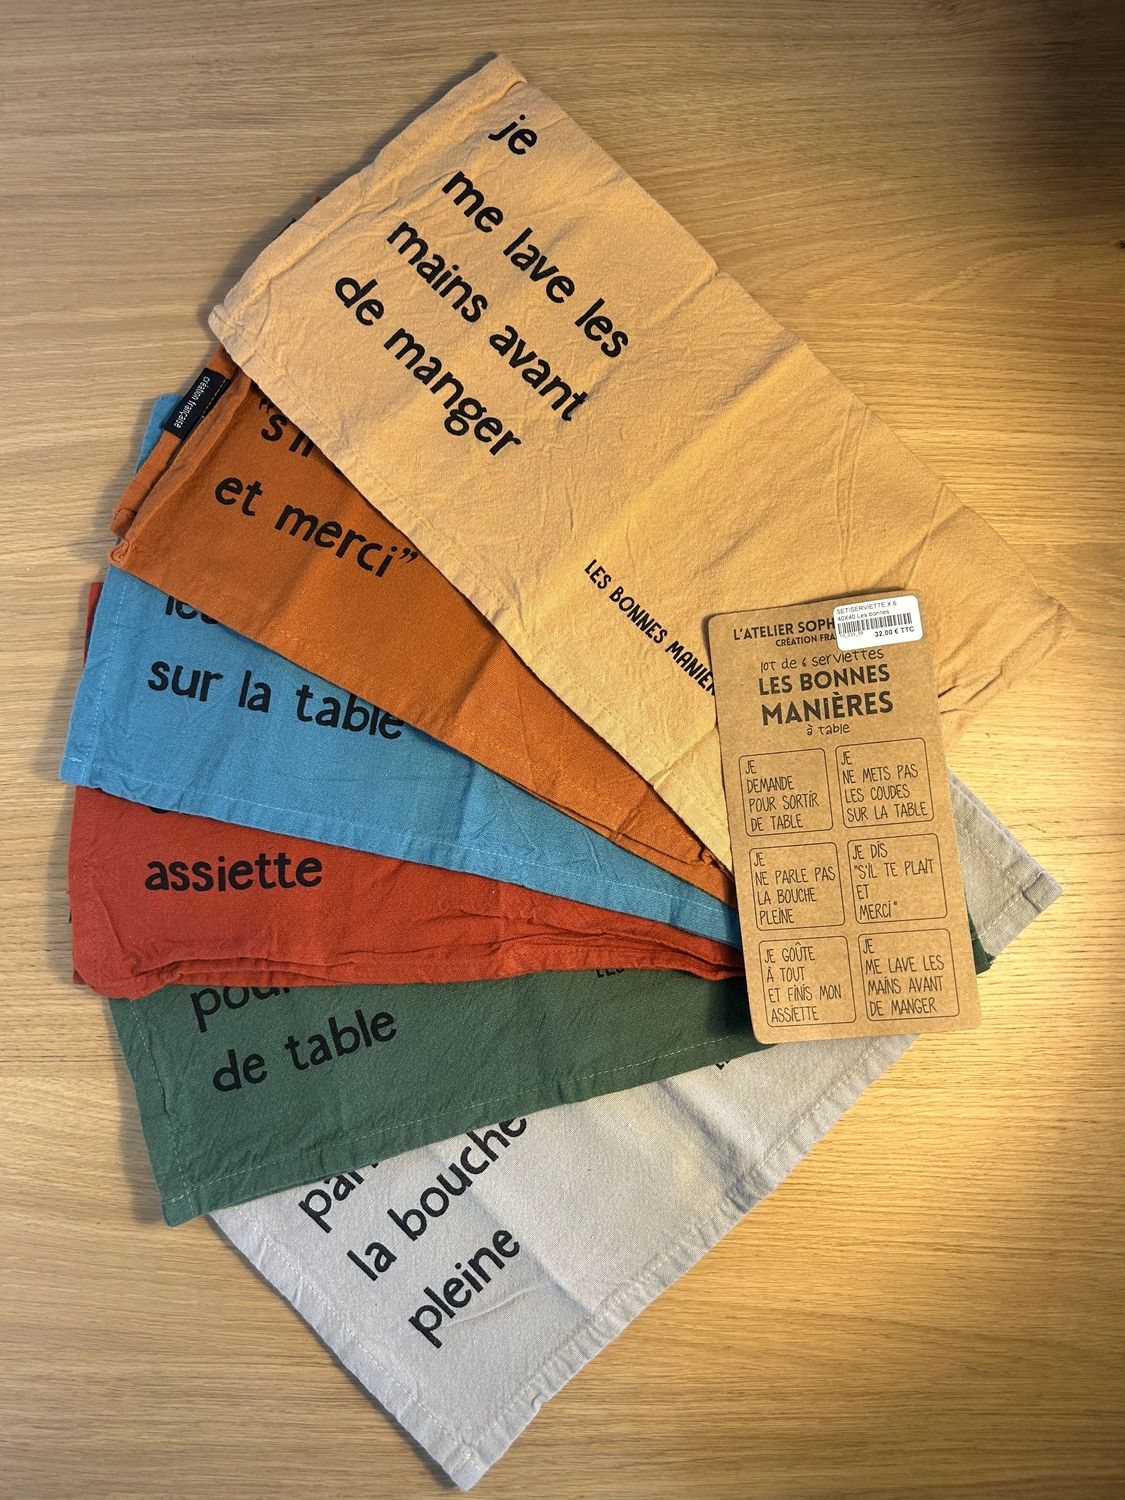 je
me lave les
mains avant
de manger
LES BONNES
création française
et merci"
sur la table
assiette
de table
la bouche
pleine
L'ATELIER
CRÉATION
SET/SERVIETTE X 6
40X40 Les bonnes
32,00 € TTC
lot de 6 serviettes
LES BONNES
MANIÈRES
à table
JE
DEMANDE
POUR SORTIR
DE TABLE
JE
NE METS PAS
LES COUDES
SUR LA TABLE
JE
NE PARLE PAS
LA BOUCHE
PLEINE
JE DIS
"S'IL TE PLAIT
ET
MERCI"
JE GOÛTE
À TOUT
ET FINIS MON
ASSIETTE
JE
ME LAVE LES
MAINS AVANT
DE MANGER